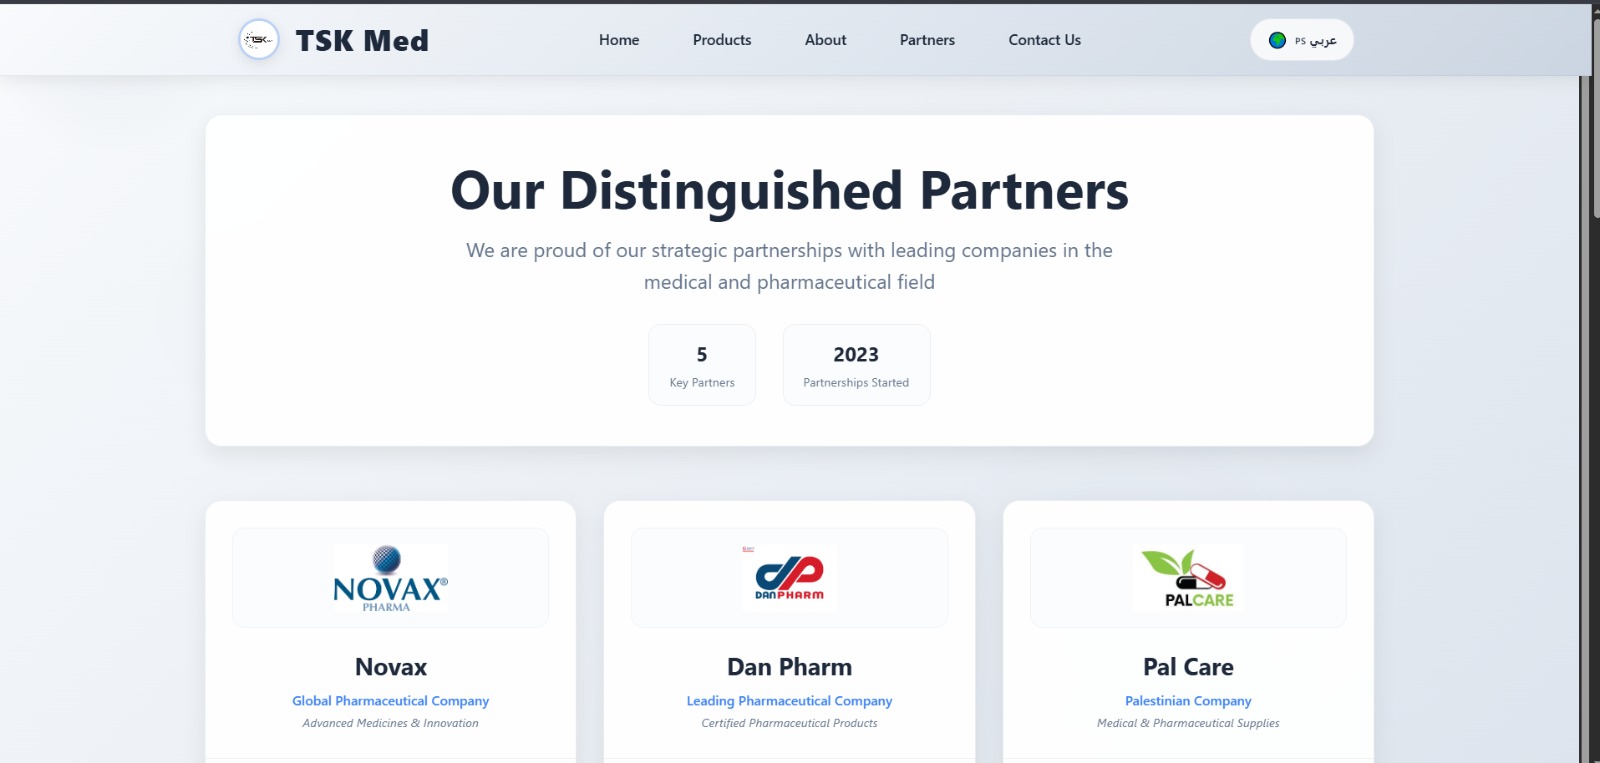 TSK
TSK Med
Home
Products
About
Partners
Contact Us
PS عربي
Our Distinguished Partners
We are proud of our strategic partnerships with leading companies in the
medical and pharmaceutical field
5
Key Partners
2023
Partnerships Started
NOVAX®
PHARMA
DANPHARM
PALCARE
Novax
Global Pharmaceutical Company
Advanced Medicines & Innovation
Dan Pharm
Leading Pharmaceutical Company
Certified Pharmaceutical Products
Pal Care
Palestinian Company
Medical & Pharmaceutical Supplies